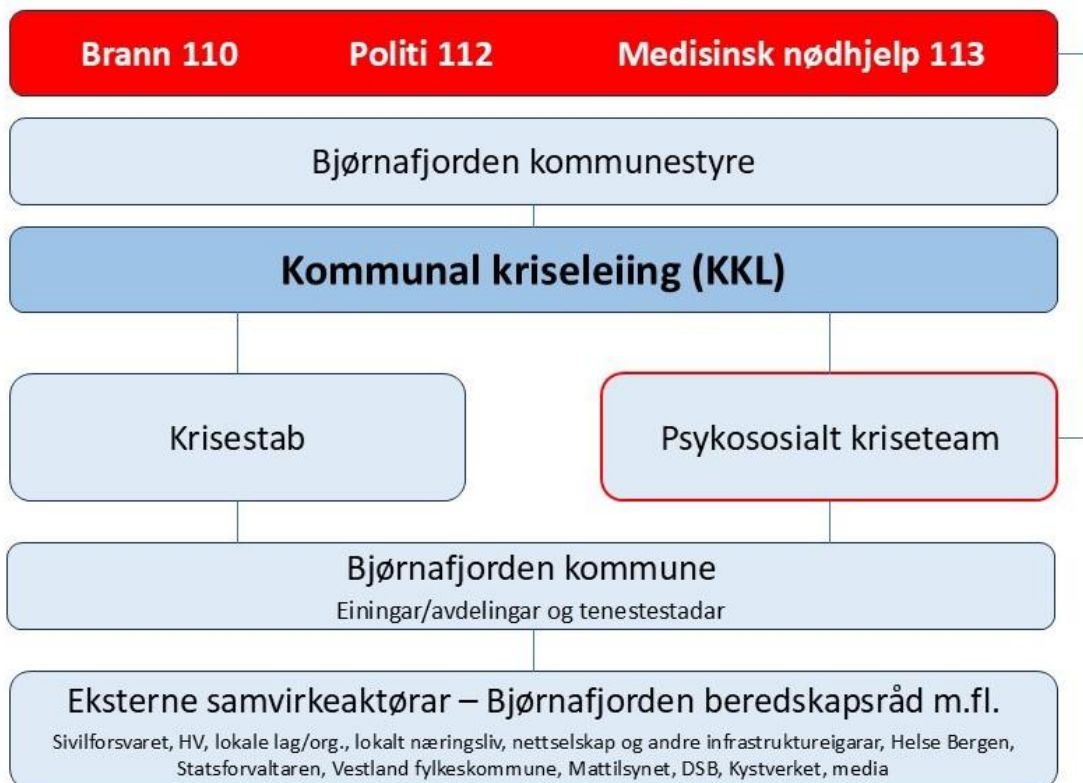 Brann 110 Politi 112 Medisinsk nødhjelp 113
Bjørnafjorden kommunestyre
Kommunal kriseleiing (KKL)
Krisestab
Psykososialt kriseteam
Bjørnafjorden kommune
Einingar/avdelingar og tenestestadar
Eksterne samvirkeaktørar – Bjørnafjorden beredskapsråd m.fl.
Sivilforsvaret, HV, lokale lag/org., lokalt næringsliv, nettselskap og andre infrastruktureigarar, Helse Bergen,
Statsforvaltaren, Vestland fylkeskommune, Mattilsynet, DSB, Kystverket, media